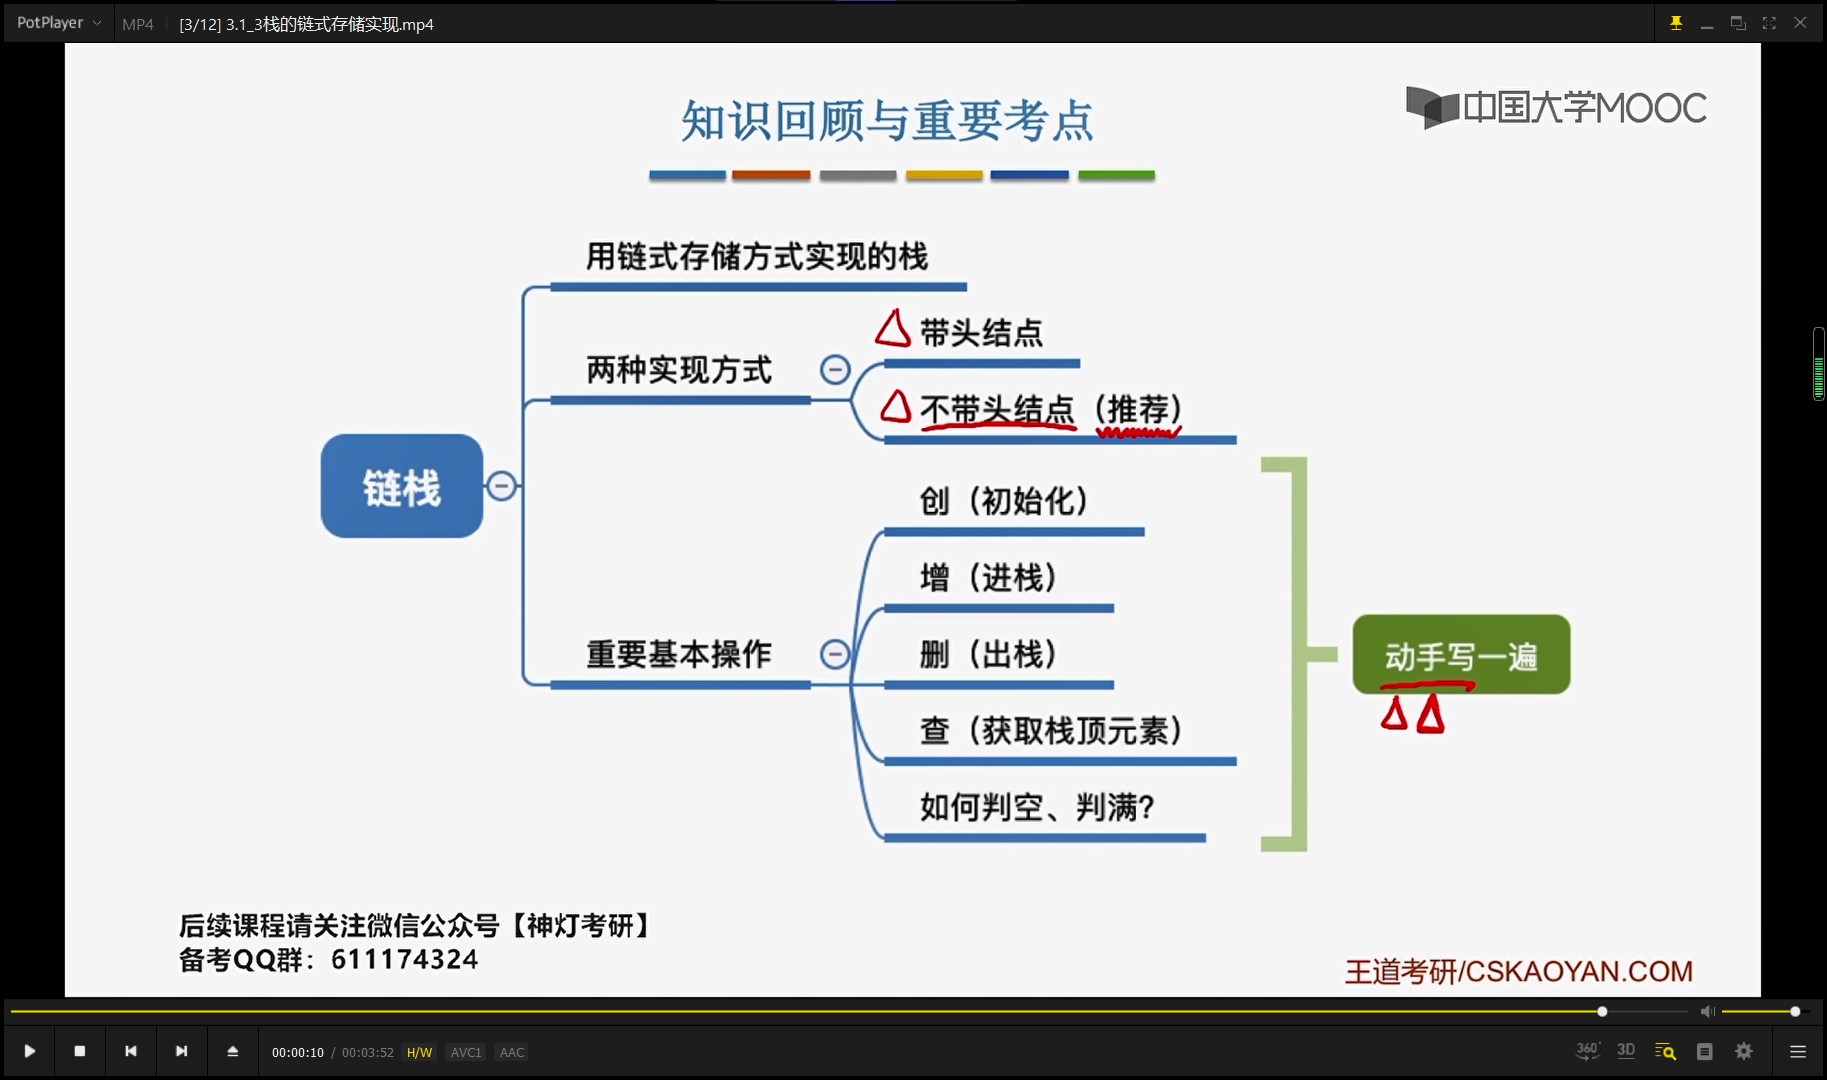 PotPlayer
MP4
[3/12] 3.1_3栈的链式存储实现.mp4
知识回顾与重要考点
中国大学MOOC
用链式存储方式实现的栈
带头结点
两种实现方式
不带头结点（推荐）
链栈
创（初始化）
增（进栈）
重要基本操作
删（出栈）
动手写一遍
查（获取栈顶元素）
如何判空、判满?
后续课程请关注微信公众号【神灯考研】
备考QQ群：611174324
王道考研/CSKAOYAN.COM
00:00:10 / 00:03:52 H/W AVC1 AAC
360° 3D